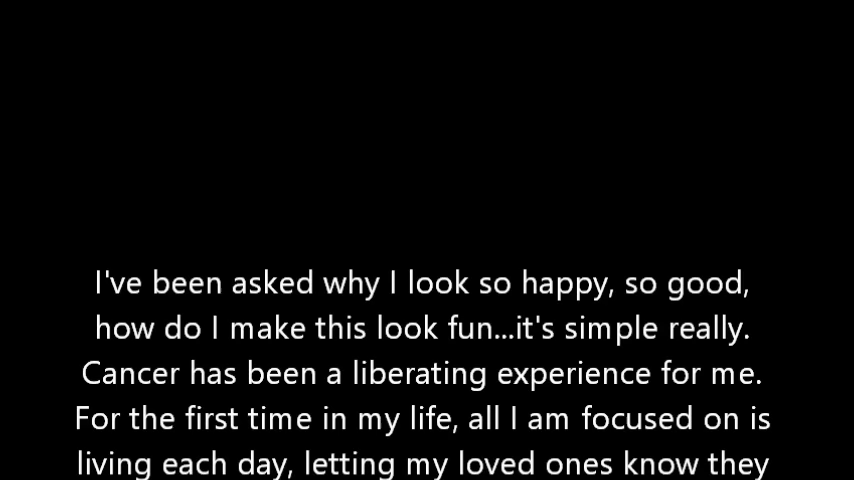 I've been asked why I look so happy, so good,
how do I make this look fun...it's simple really.
Cancer has been a liberating experience for me.
For the first time in my life, all I am focused on is
living each day, letting my loved ones know they